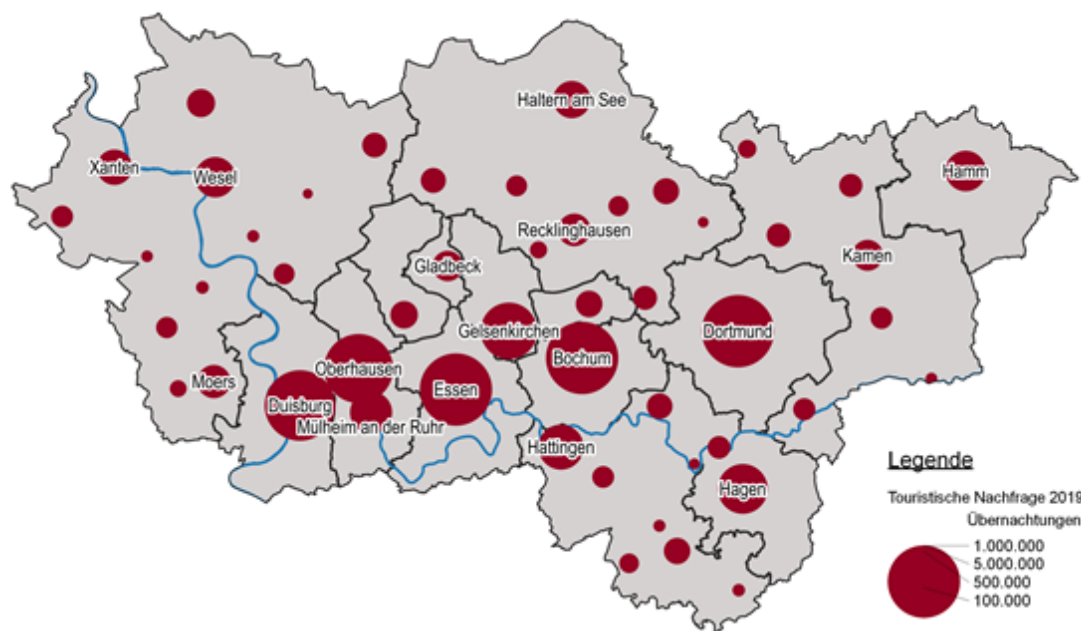 Haltern am See
Xanten
Wesel
Hamm
Recklinghausen
Kamen
Gladbeck
Gelsenkirchen
Dortmund
Bochum
Oberhausen
Moers
Essen
Duisburg
Mülheim an der Ruhr
Hattingen
Hagen
Legende
Touristische Nachfrage 2019
Übernachtungen
1.000.000
5.000.000
500.000
100.000